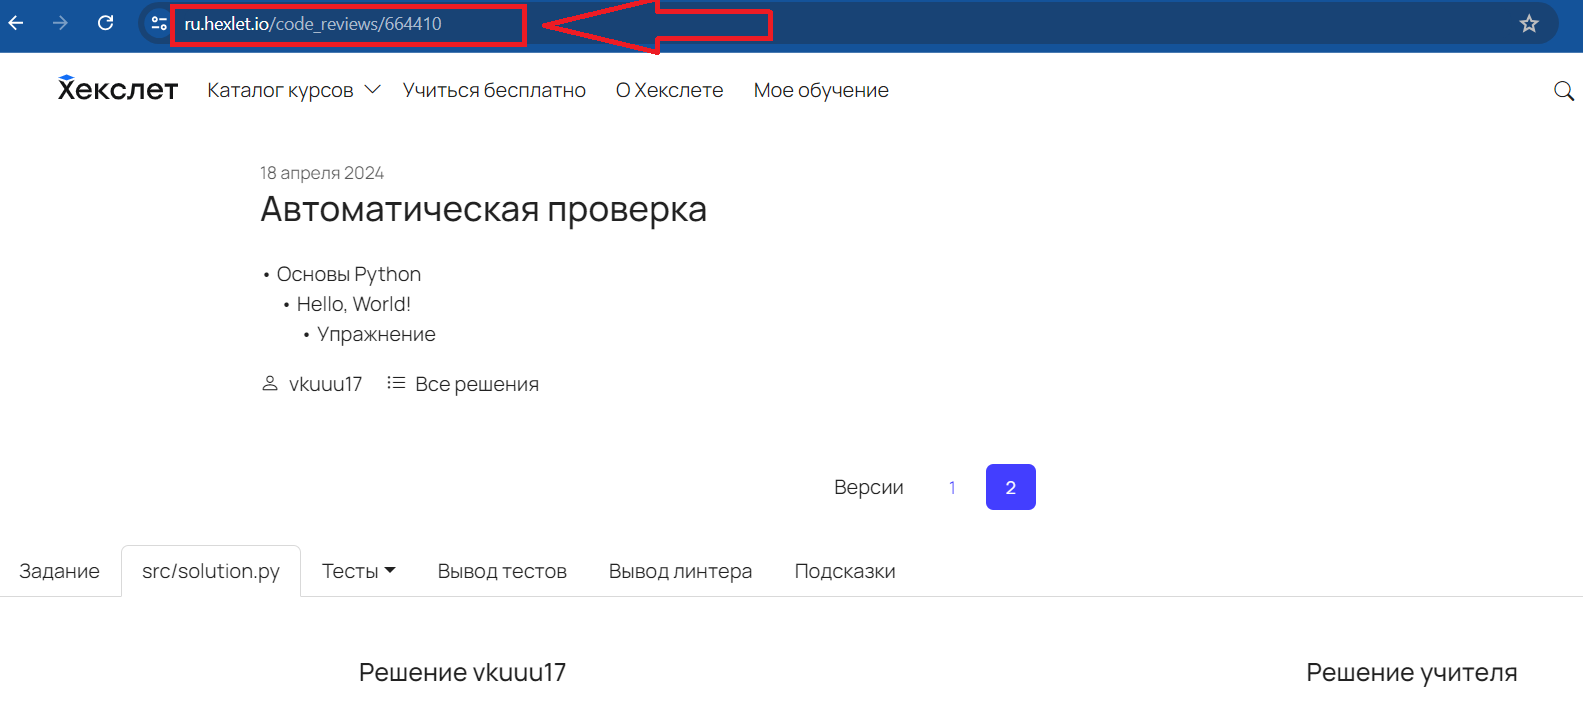 ru.hexlet.io/code_reviews/664410
Хекслет Каталог курсов Учиться бесплатно О Хекслете Мое обучение
18 апреля 2024
Автоматическая проверка
• Основы Python
• Hello, World!
• Упражнение
vkuuu17 Все решения
Версии 1 2
Задание src/solution.py Тесты Вывод тестов Вывод линтера Подсказки
Решение vkuuu17 Решение учителя